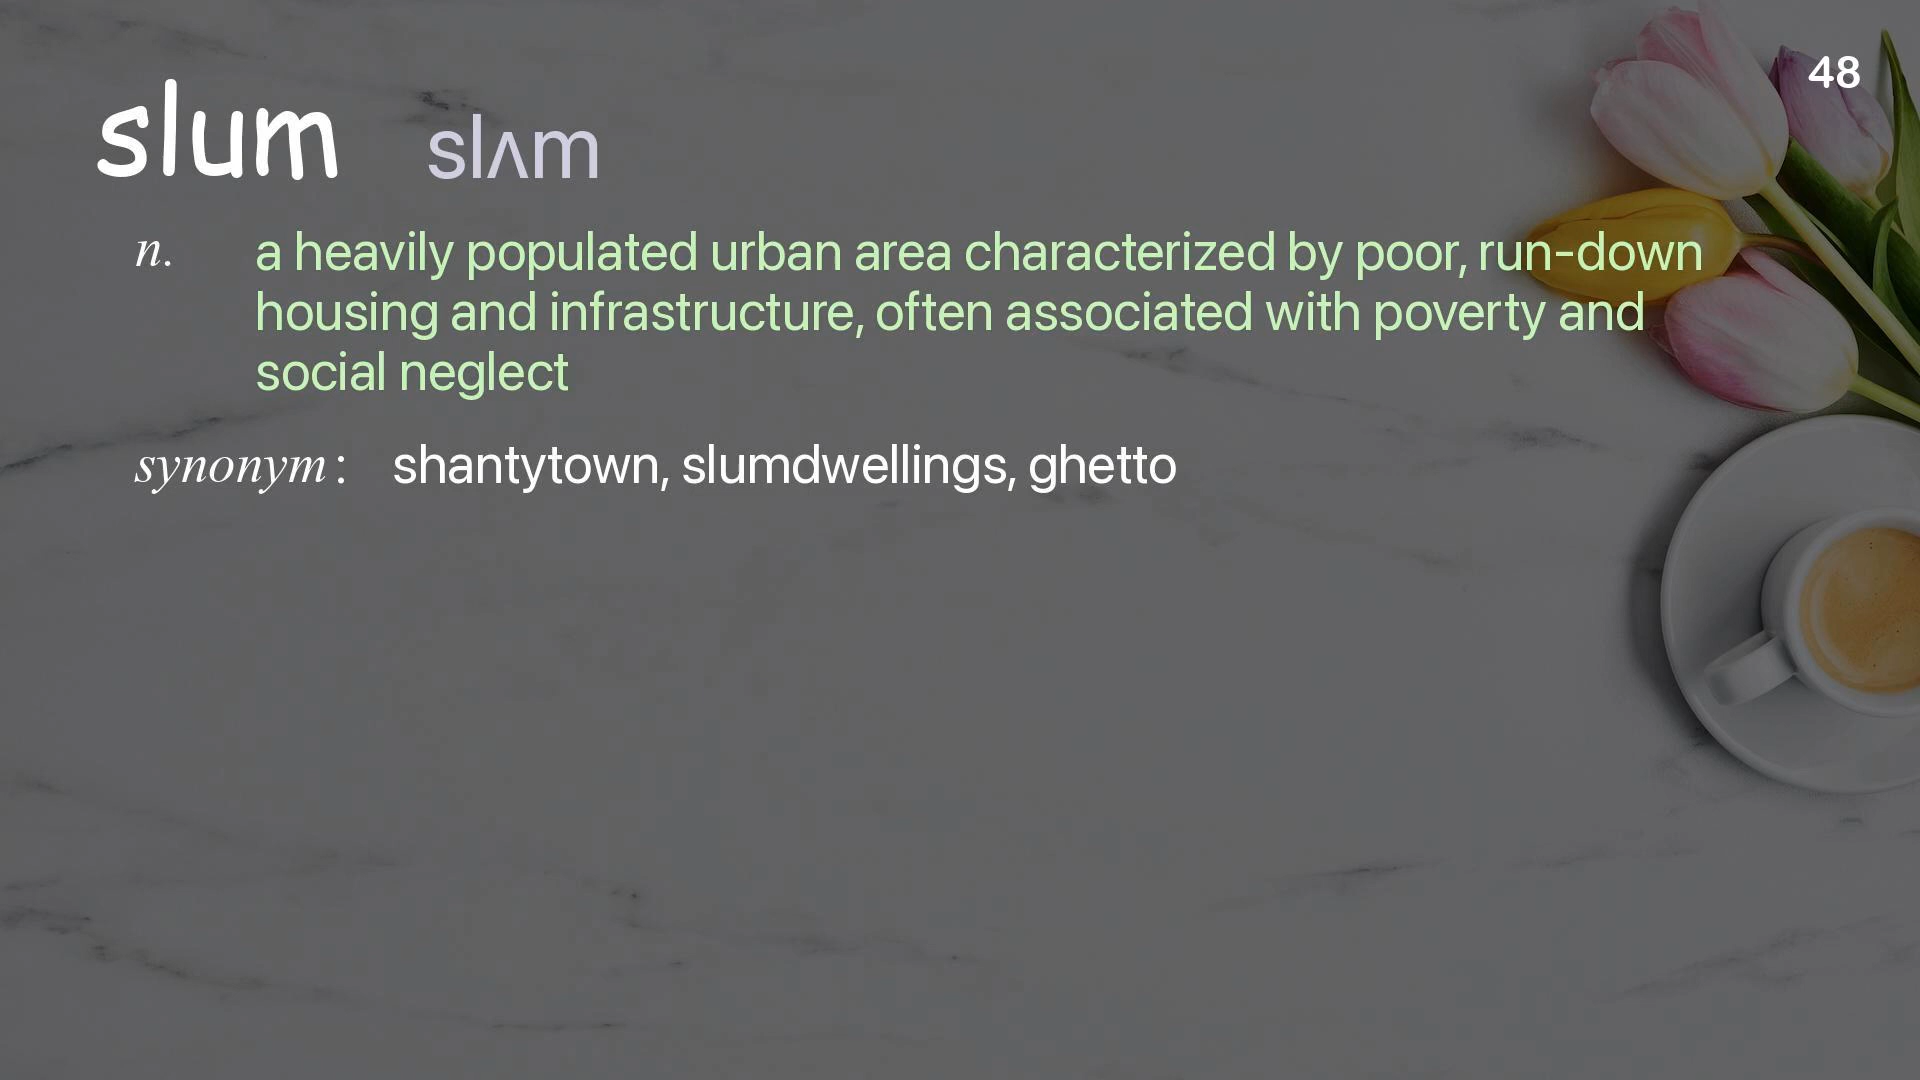 48
slum slʌm
n. a heavily populated urban area characterized by poor, run-down
housing and infrastructure, often associated with poverty and
social neglect
synonym : shantytown, slumdwellings, ghetto